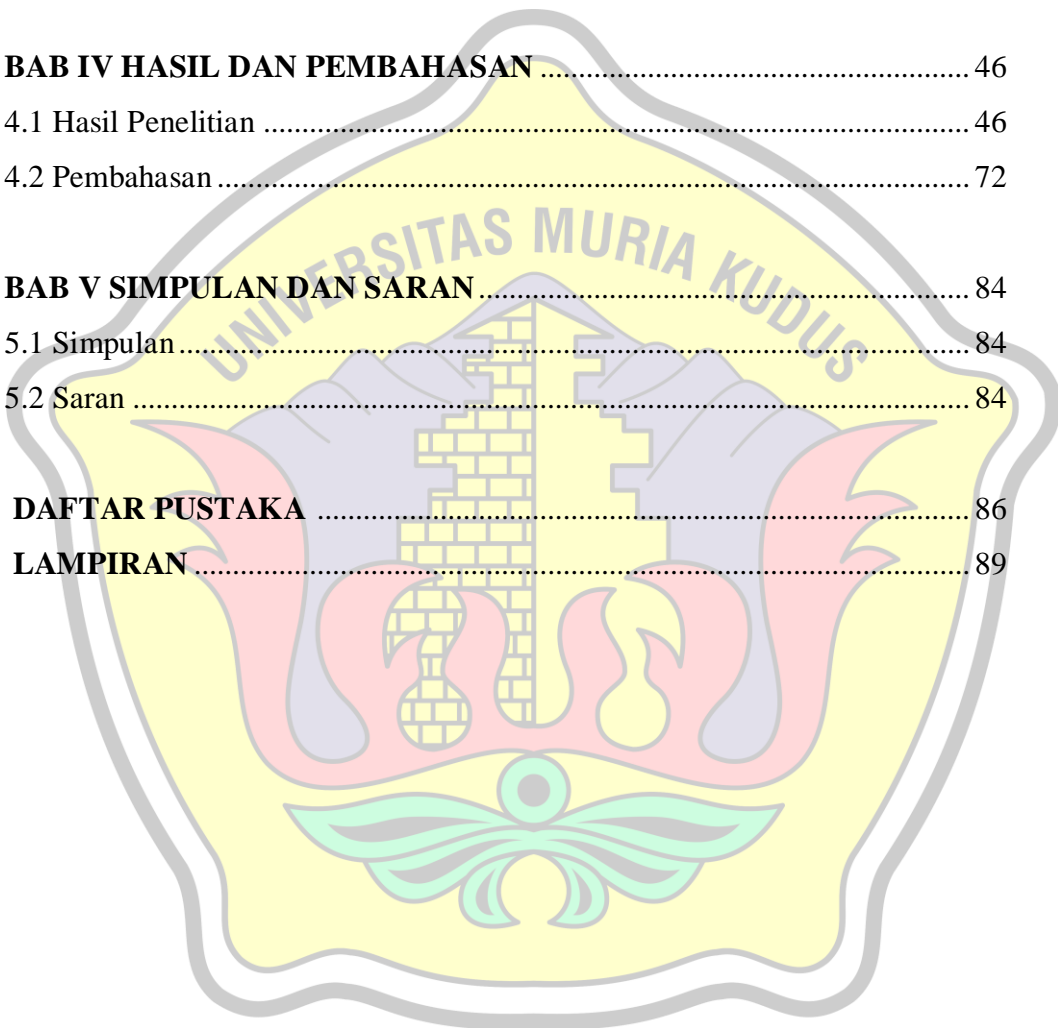 BAB IV HASIL DAN PEMBAHASAN ........................................................ 46
4.1 Hasil Penelitian ............................................................................................ 46
4.2 Pembahasan .................................................................................................. 72
UNIVERSITAS MURIA KUDUS
BAB V SIMPULAN DAN SARAN ................................................................ 84
5.1 Simpulan ....................................................................................................... 84
5.2 Saran ............................................................................................................. 84
DAFTAR PUSTAKA ..................................................................................... 86
LAMPIRAN ..................................................................................................... 89